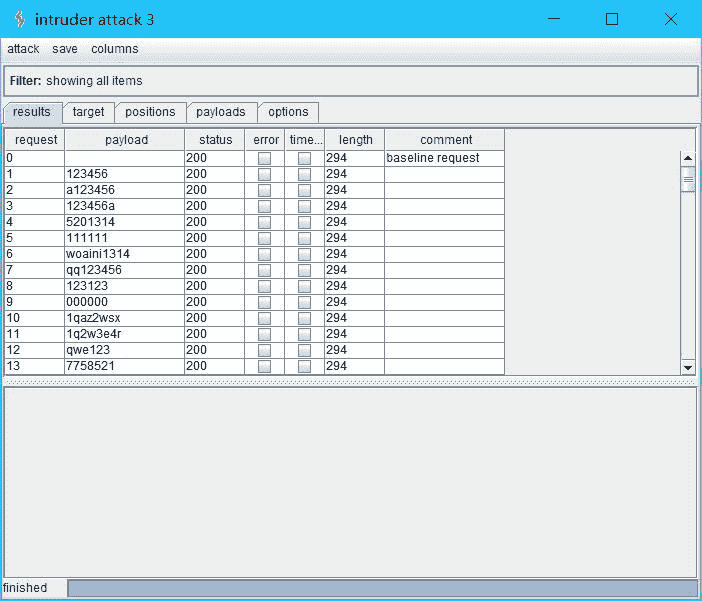 intruder attack 3
attack save columns
Filter: showing all items
results target positions payloads options
request payload status error time... length comment
0 200 294 baseline request
1 123456 200 294
2 a123456 200 294
3 123456a 200 294
4 5201314 200 294
5 111111 200 294
6 woaini1314 200 294
7 qq123456 200 294
8 123123 200 294
9 000000 200 294
10 1qaz2wsx 200 294
11 1q2w3e4r 200 294
12 qwe123 200 294
13 7758521 200 294
finished